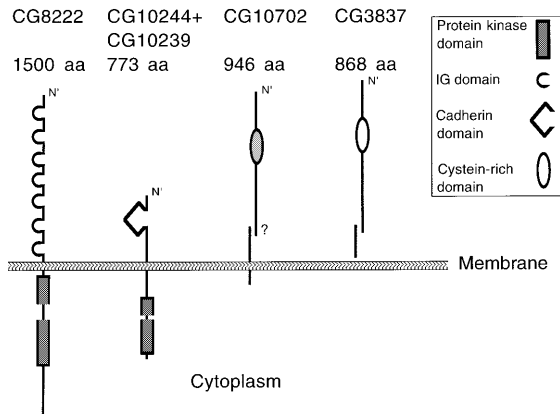 CG8222 CG10244+ CG10702 CG3837
CG10239
1500 aa 773 aa 946 aa 868 aa
N'
N'
N'
N'
?
Protein kinase
domain
IG domain
Cadherin
domain
Cystein-rich
domain
Membrane
Cytoplasm